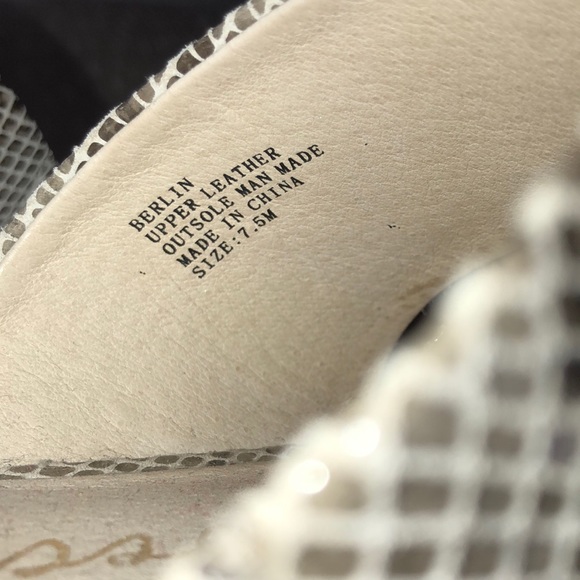 BERLIN
UPPER LEATHER
OUTSOLE MAN MADE
MADE IN CHINA
SIZE:7.5M